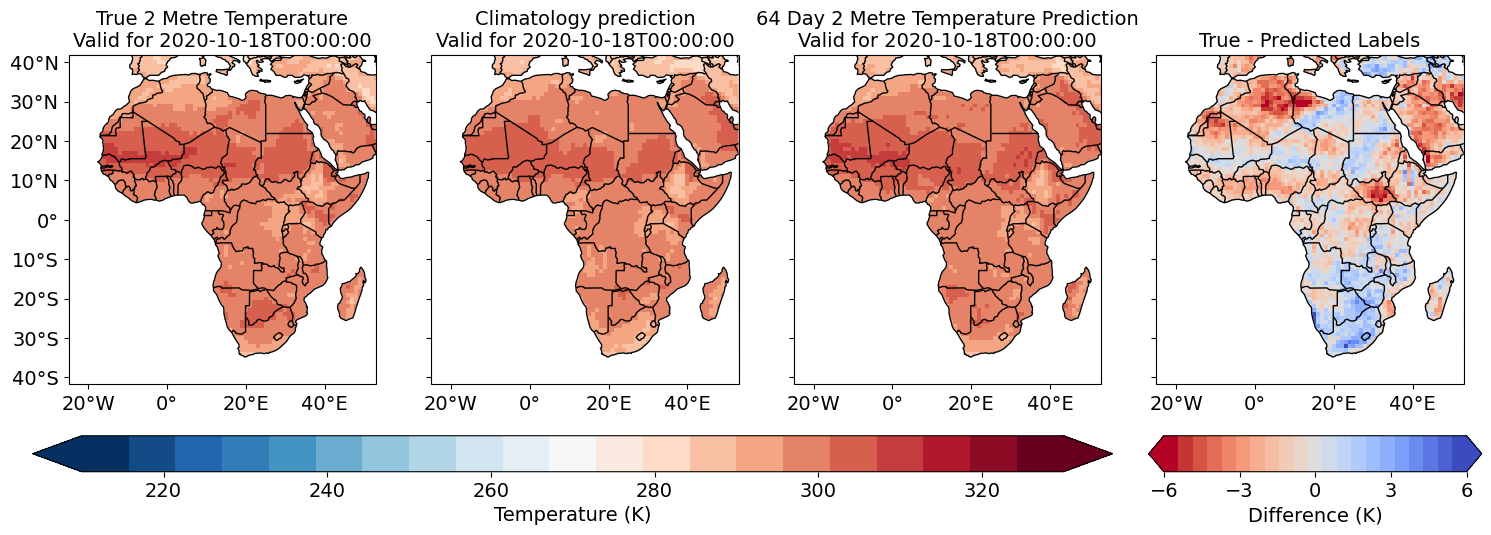 True 2 Metre Temperature
Valid for 2020-10-18T00:00:00
Climatology prediction
Valid for 2020-10-18T00:00:00
64 Day 2 Metre Temperature Prediction
Valid for 2020-10-18T00:00:00
True - Predicted Labels
40°N
30°N
20°N
10°N
0°
10°S
20°S
30°S
40°S
20°W 0° 20°E 40°E
20°W 0° 20°E 40°E
20°W 0° 20°E 40°E
20°W 0° 20°E 40°E
220 240 260 280 300 320
Temperature (K)
−6 −3 0 3 6
Difference (K)